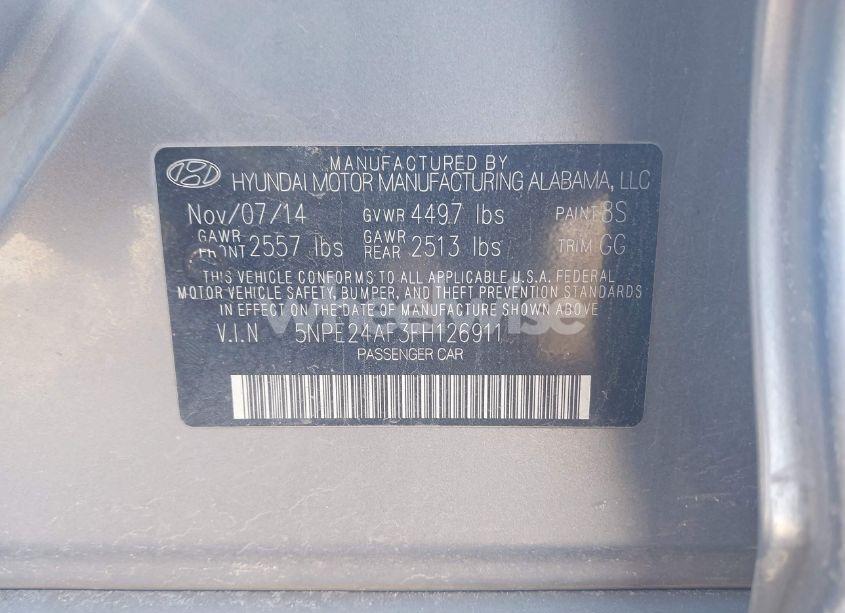 MANUFACTURED BY
HYUNDAI MOTOR MANUFACTURING ALABAMA, LLC
Nov/07/14 GVWR 4497 lbs PAINT 8S
GAWR FRONT 2557 lbs GAWR REAR 2513 lbs TRIM GG
THIS VEHICLE CONFORMS TO ALL APPLICABLE U.S.A. FEDERAL
MOTOR VEHICLE SAFETY, BUMPER, AND THEFT PREVENTION STANDARDS
IN EFFECT ON THE DATE OF MANUFACTURE SHOWN ABOVE
V.I.N 5NPE24AF3FH126911
PASSENGER CAR
wheelwise